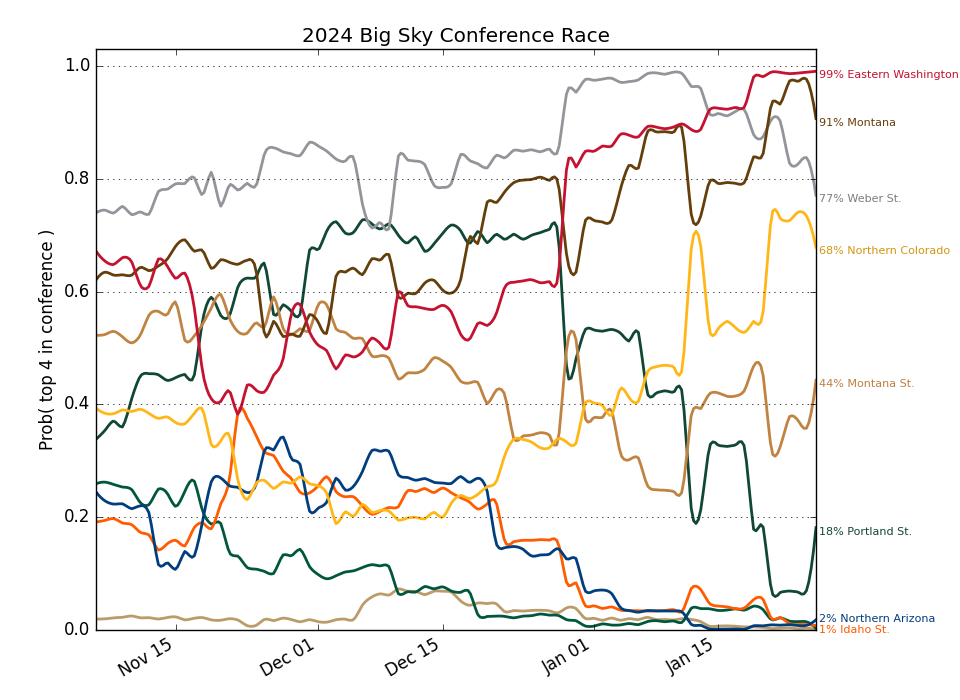 2024 Big Sky Conference Race
Prob( top 4 in conference )
1.0
0.8
0.6
0.4
0.2
0.0
Nov 15
Dec 01
Dec 15
Jan 01
Jan 15
99% Eastern Washington
91% Montana
77% Weber St.
68% Northern Colorado
44% Montana St.
18% Portland St.
2% Northern Arizona
1% Idaho St.